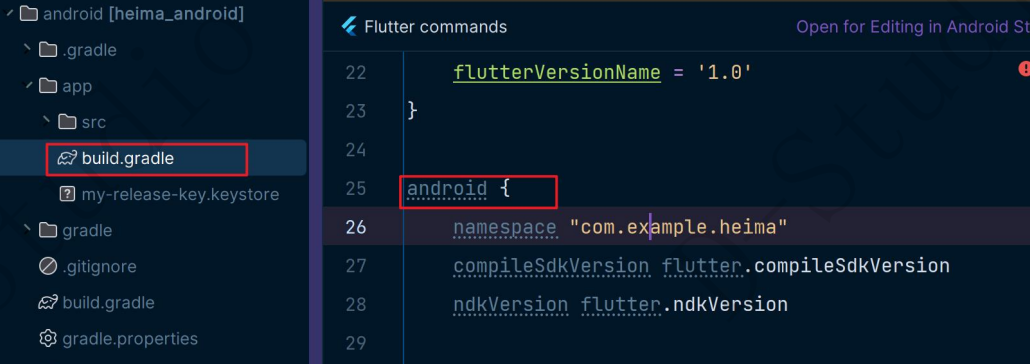 android [heima_android]
.gradle
app
src
build.gradle
my-release-key.keystore
gradle
.gitignore
build.gradle
gradle.properties
Flutter commands
Open for Editing in Android St
22 flutterVersionName = '1.0'
23 }
24
25 android {
26 namespace "com.example.heima"
27 compileSdkVersion flutter.compileSdkVersion
28 ndkVersion flutter.ndkVersion
29